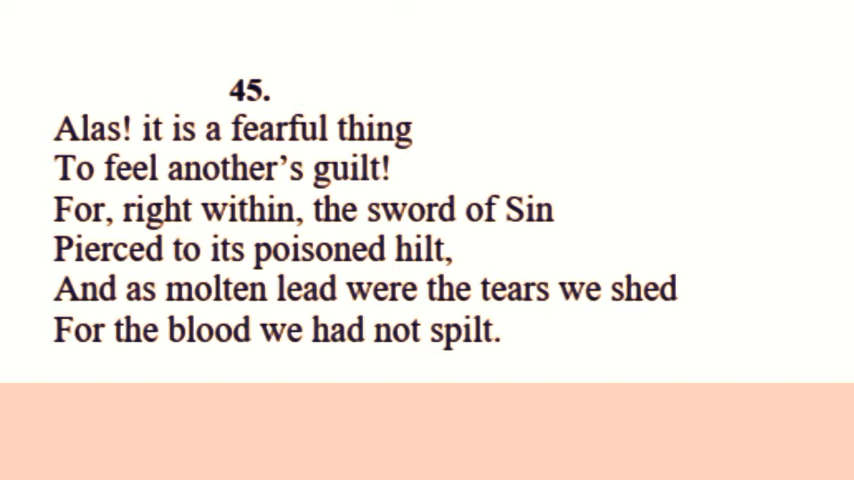 45.
Alas! it is a fearful thing
To feel another’s guilt!
For, right within, the sword of Sin
Pierced to its poisoned hilt,
And as molten lead were the tears we shed
For the blood we had not spilt.